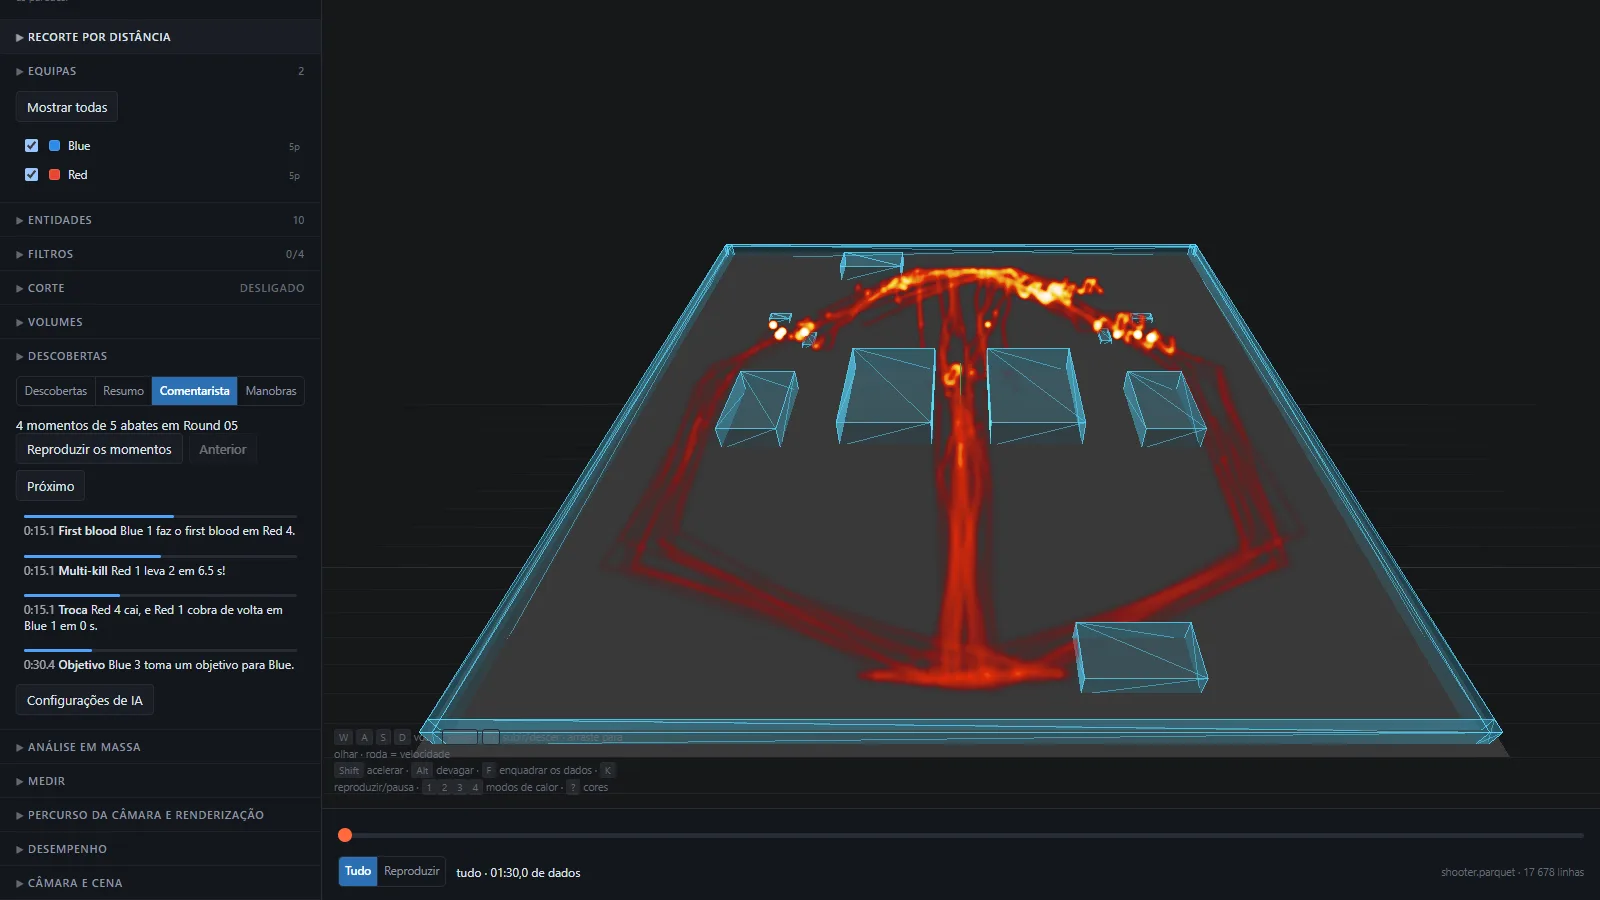 RECORTE POR DISTÂNCIA
EQUIPAS 2
Mostrar todas
Blue 5p
Red 5p
ENTIDADES 10
FILTROS 0/4
CORTE DESLIGADO
VOLUMES
DESCOBERTAS
Descobertas Resumo Comentarista Manobras
4 momentos de 5 abates em Round 05
Reproduzir os momentos Anterior
Próximo
0:15.1 First blood Blue 1 faz o first blood em Red 4.
0:15.1 Multi-kill Red 1 leva 2 em 6.5 s!
0:15.1 Troca Red 4 cai, e Red 1 cobra de volta em
Blue 1 em 0 s.
0:30.4 Objetivo Blue 3 toma um objetivo para Blue.
Configurações de IA
ANÁLISE EM MASSA
MEDIR
PERCURSO DA CÂMARA E RENDERIZAÇÃO
DESEMPENHO
CÂMARA E CENA
W A S D
olhar · roda = velocidade
Shift acelerar · Alt devagar · F enquadrar os dados · K
reproduzir/pausa · 1 2 3 4 modos de calor · ? cores
Tudo Reproduzir tudo · 01:30,0 de dados
shooter.parquet · 17 678 linhas